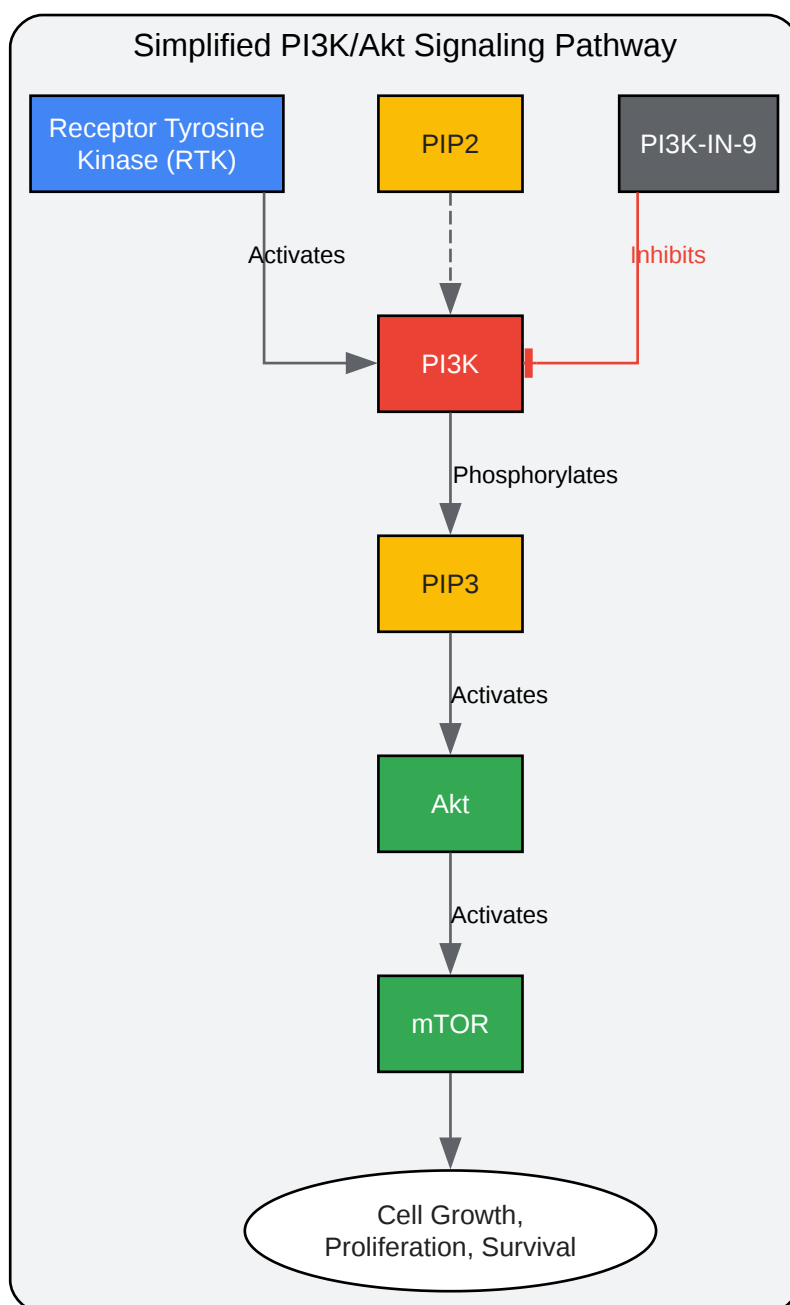 Simplified PI3K/Akt Signaling Pathway
Receptor Tyrosine
Kinase (RTK)
PIP2
PI3K-IN-9
Activates
Inhibits
PI3K
Phosphorylates
PIP3
Activates
Akt
Activates
mTOR
Cell Growth,
Proliferation, Survival